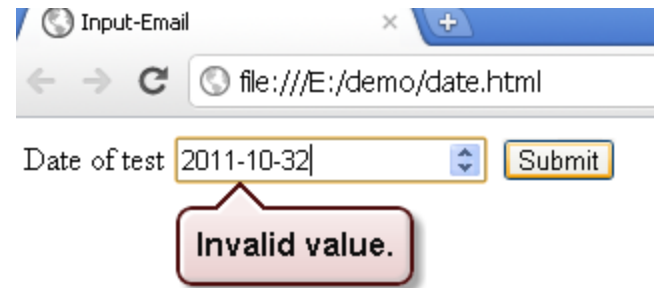 Input-Email
file:///E:/demo/date.html
Date of test 2011-10-32 Submit
Invalid value.